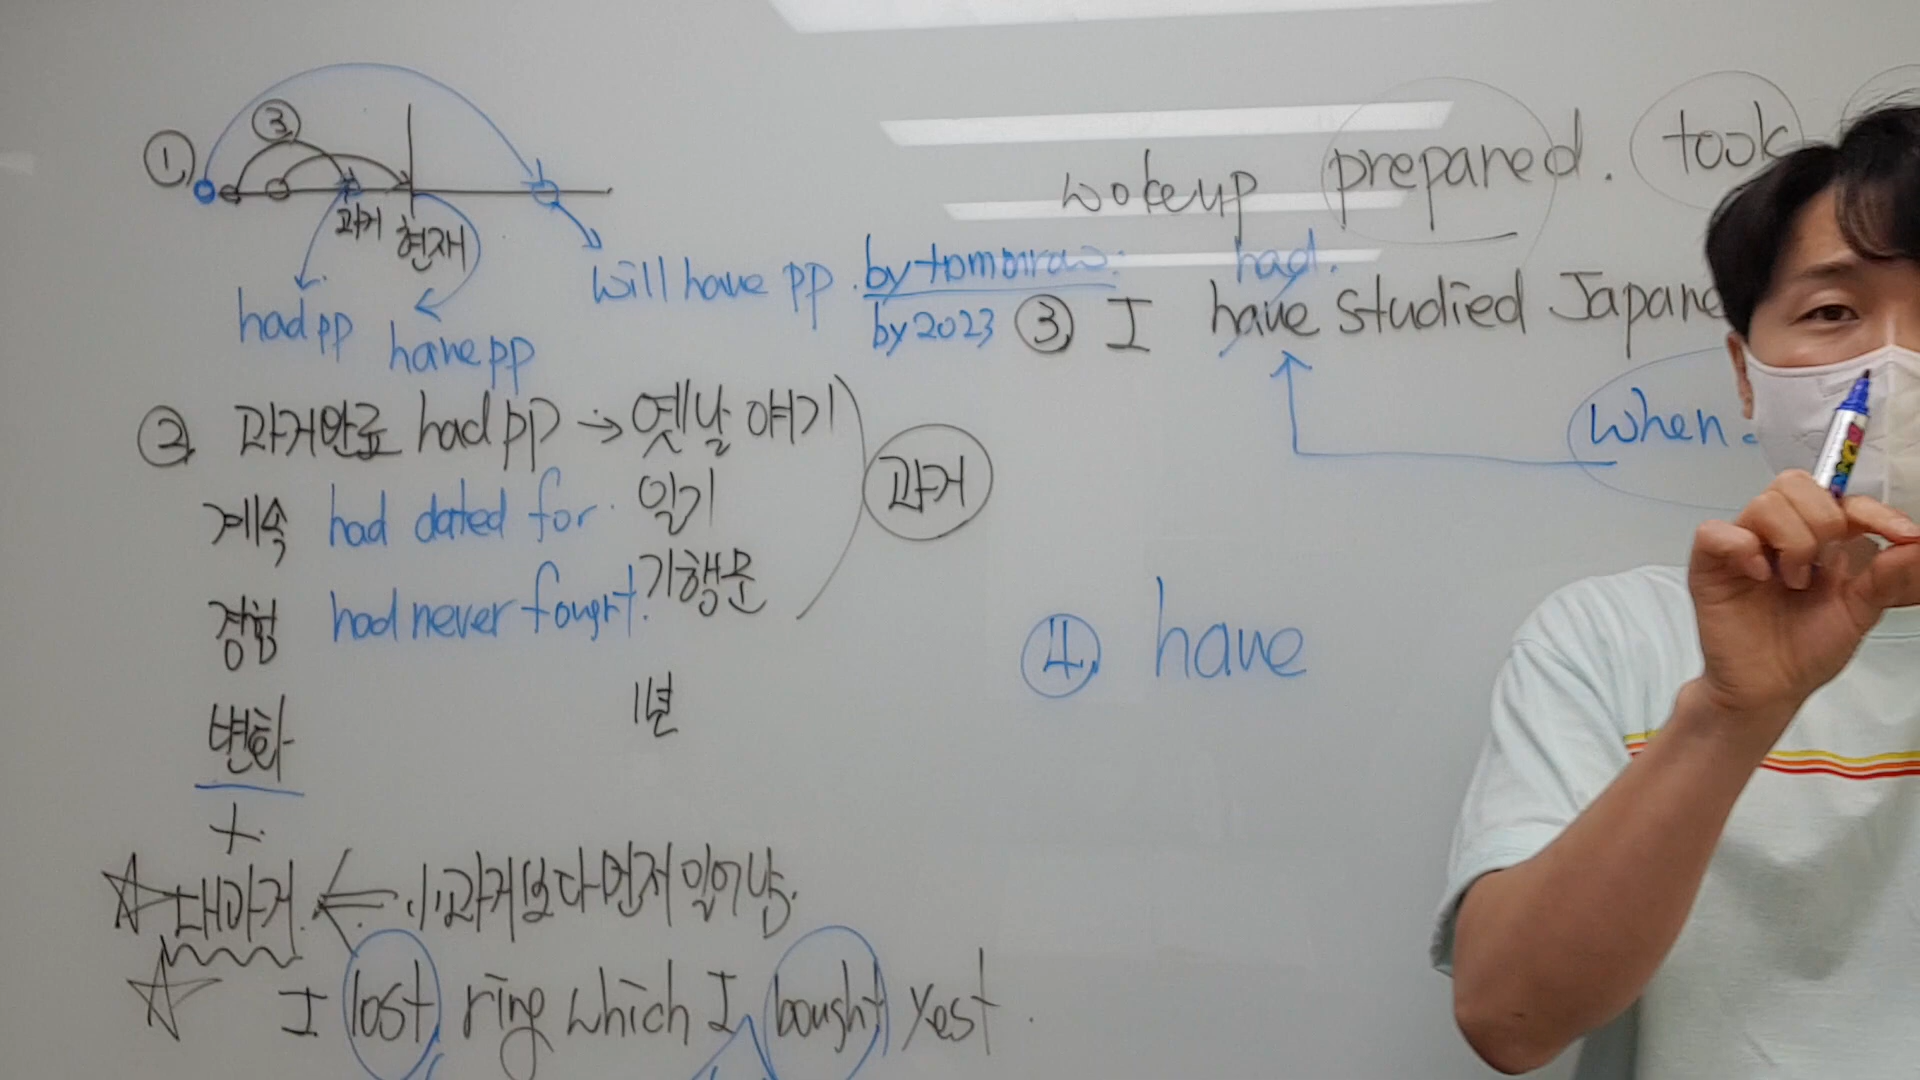 ①
③
과거 현재
had pp
have pp
will have pp. by tomorrow.
by 2023
② 과거완료 had pp → 옛날 얘기
계속 had dated for 일기
과거
경험 had never fought. 기행문
변화 1년
+
대과거 ← 과거보다 먼저 일어남.
I lost ring which I bought yest.
woke up prepared. took
had.
③ I have studied
when
④ have